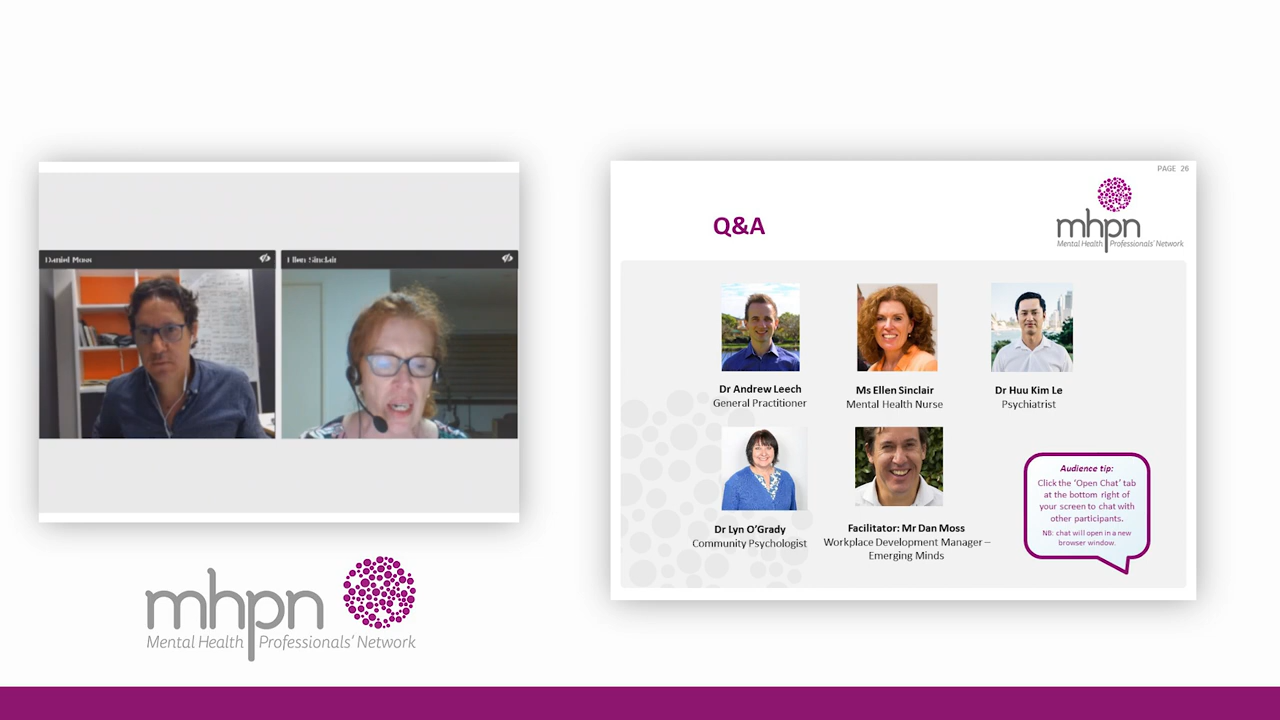 Daniel Moss
Ellen Sinclair
mhpn
Mental Health Professionals' Network
PAGE 26
Q&A
mhpn
Mental Health Professionals' Network
Dr Andrew Leech
General Practitioner
Ms Ellen Sinclair
Mental Health Nurse
Dr Huu Kim Le
Psychiatrist
Dr Lyn O'Grady
Community Psychologist
Facilitator: Mr Dan Moss
Workplace Development Manager –
Emerging Minds
Audience tip:
Click the 'Open Chat' tab
at the bottom right of
your screen to chat with
other participants.
NB: chat will open in a new
browser window.